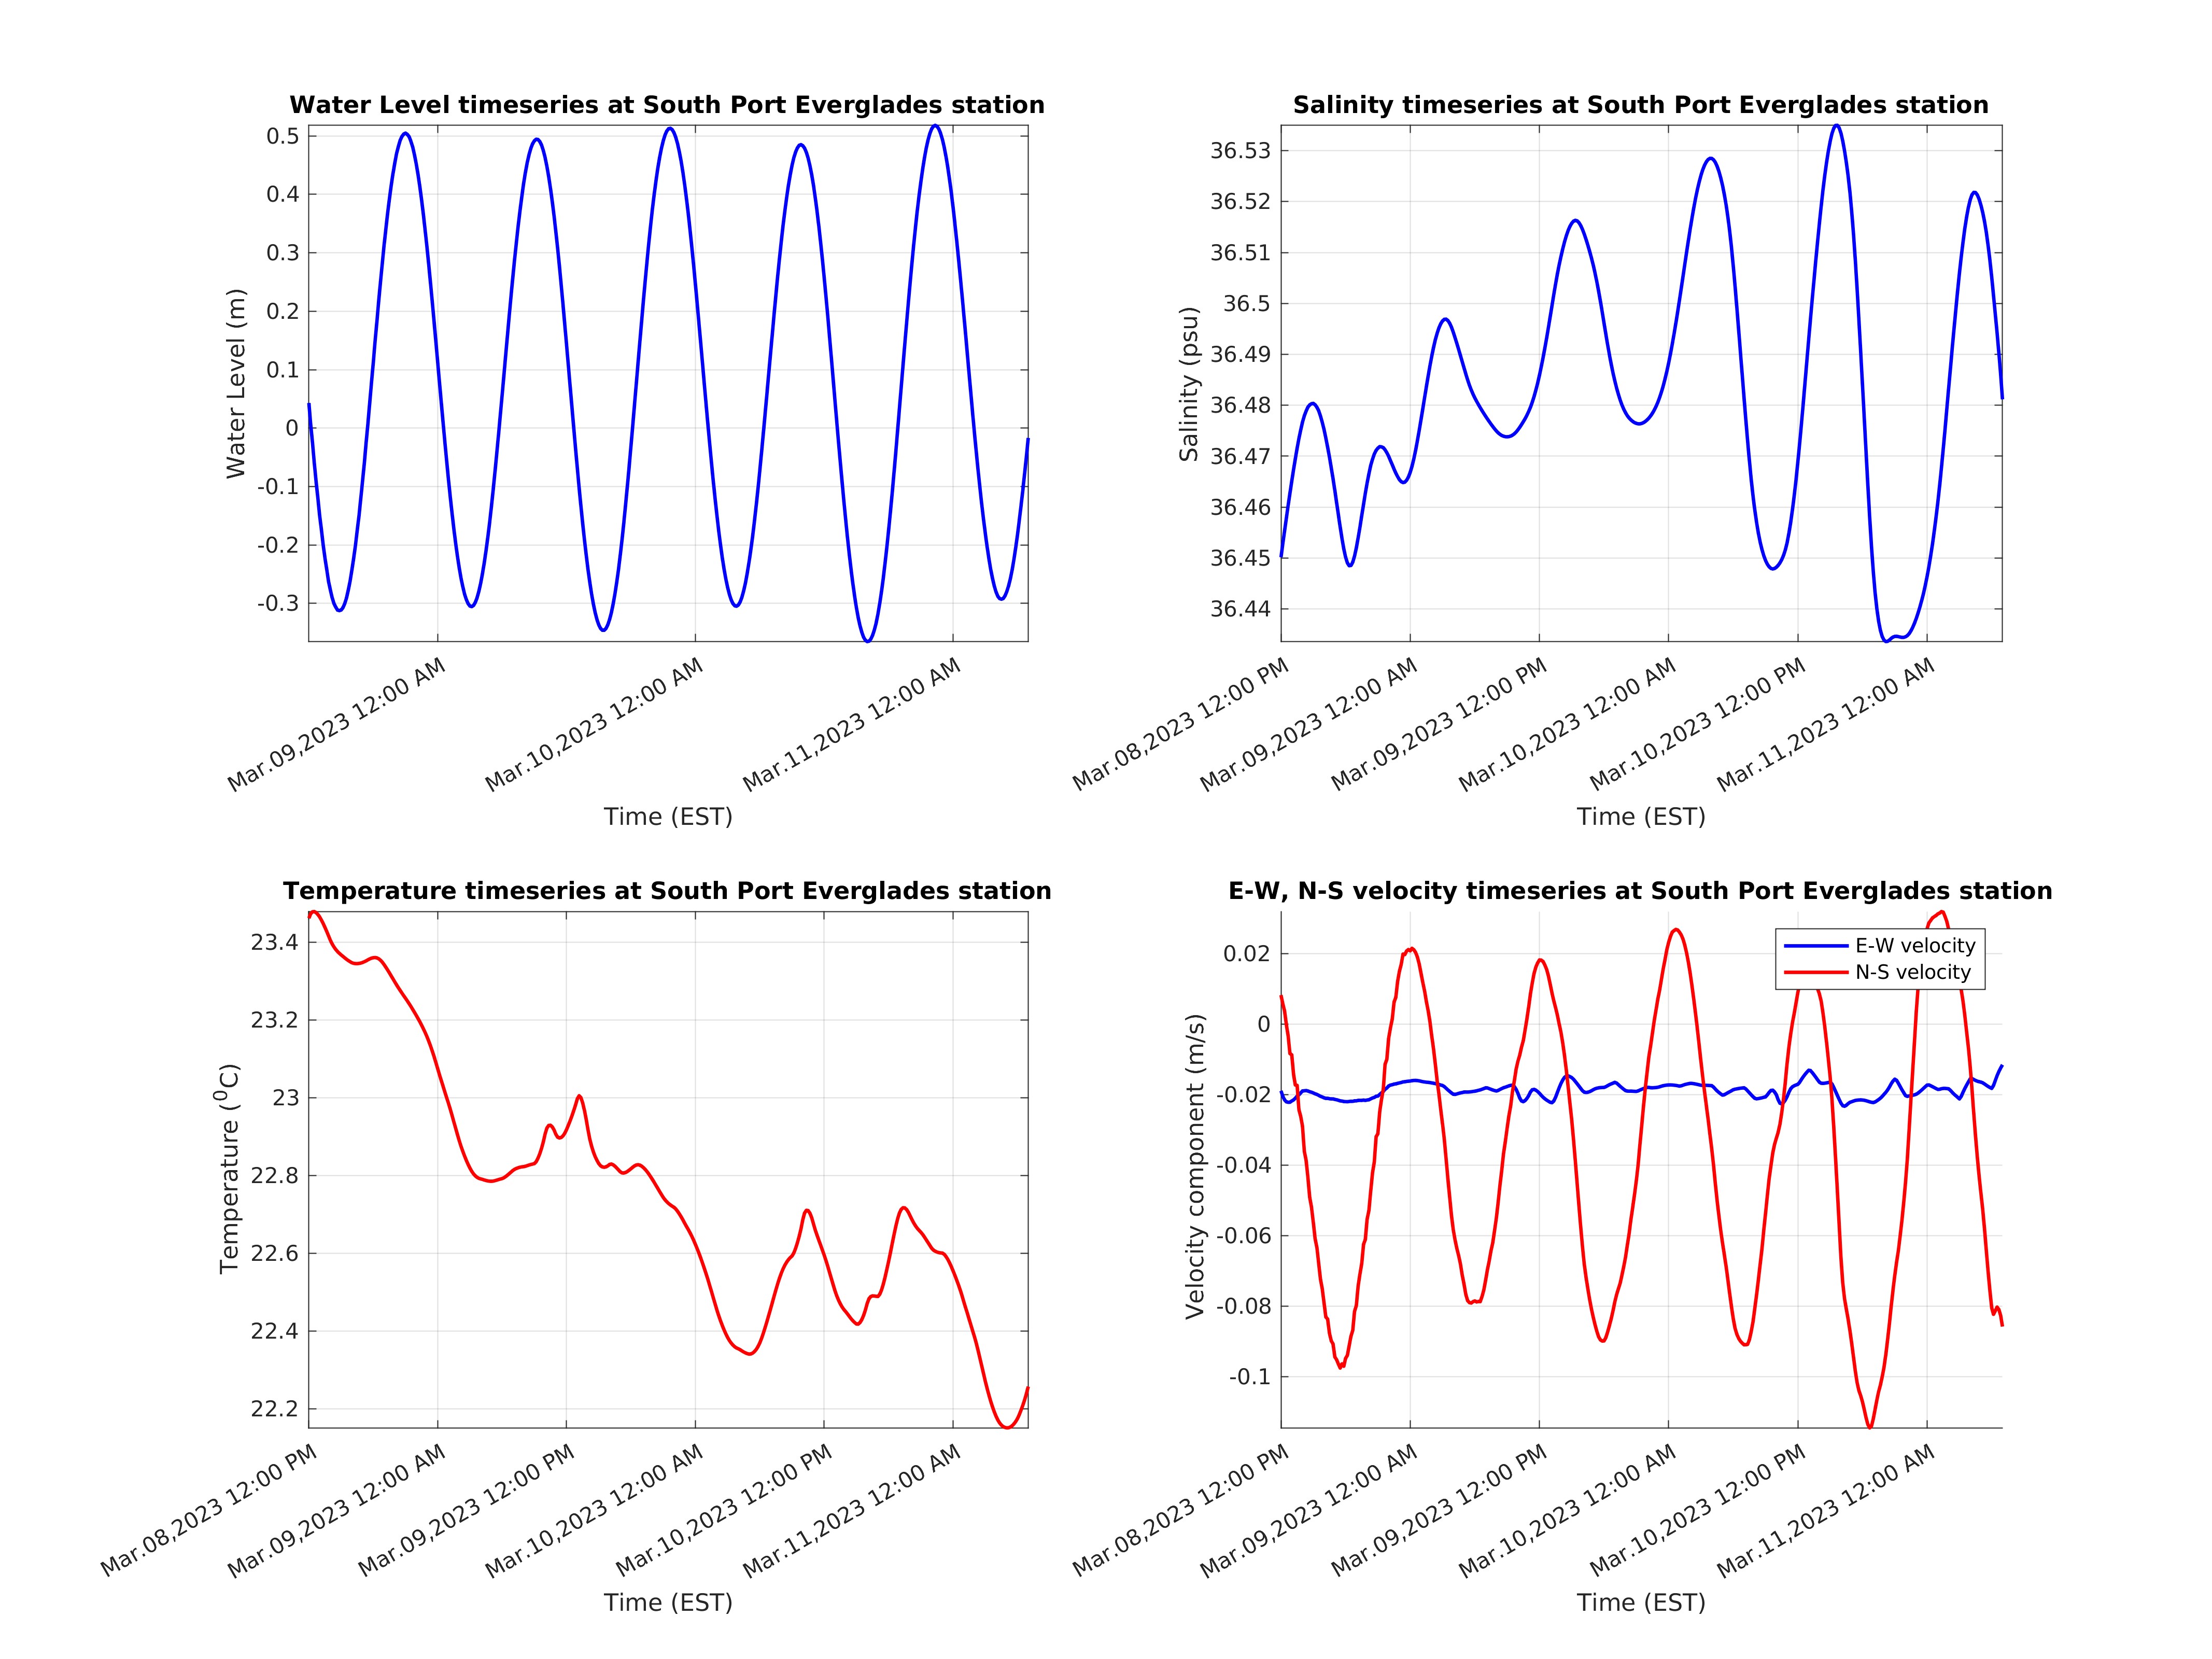 Water Level timeseries at South Port Everglades station
0.5
0.4
0.3
0.2
0.1
0
-0.1
-0.2
-0.3
Water Level (m)
Mar.09,2023 12:00 AM
Mar.10,2023 12:00 AM
Mar.11,2023 12:00 AM
Time (EST)
Salinity timeseries at South Port Everglades station
36.53
36.52
36.51
36.5
36.49
36.48
36.47
36.46
36.45
36.44
Salinity (psu)
Mar.08,2023 12:00 PM
Mar.09,2023 12:00 AM
Mar.09,2023 12:00 PM
Mar.10,2023 12:00 AM
Mar.10,2023 12:00 PM
Mar.11,2023 12:00 AM
Time (EST)
Temperature timeseries at South Port Everglades station
23.4
23.2
23
22.8
22.6
22.4
22.2
Temperature (⁰C)
Mar.08,2023 12:00 PM
Mar.09,2023 12:00 AM
Mar.09,2023 12:00 PM
Mar.10,2023 12:00 AM
Mar.10,2023 12:00 PM
Mar.11,2023 12:00 AM
Time (EST)
E-W, N-S velocity timeseries at South Port Everglades station
E-W velocity
N-S velocity
0.02
0
-0.02
-0.04
-0.06
-0.08
-0.1
Velocity component (m/s)
Mar.08,2023 12:00 PM
Mar.09,2023 12:00 AM
Mar.09,2023 12:00 PM
Mar.10,2023 12:00 AM
Mar.10,2023 12:00 PM
Mar.11,2023 12:00 AM
Time (EST)